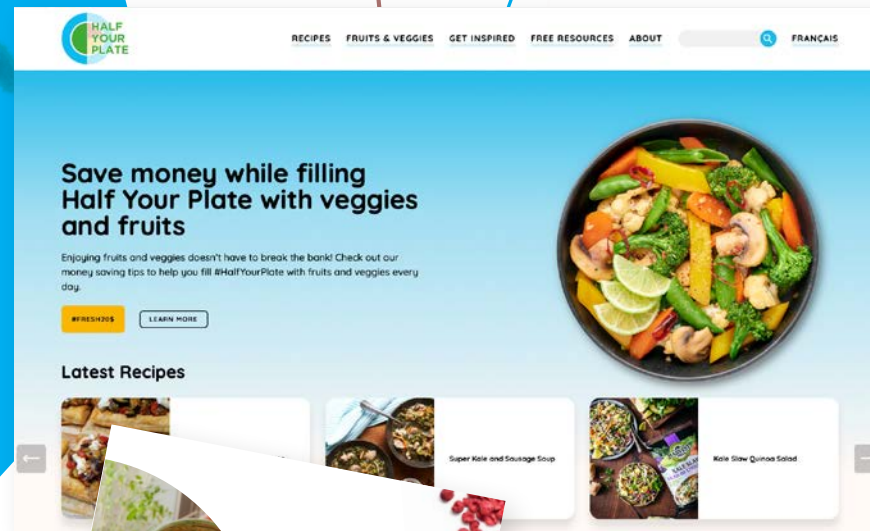 HALF
YOUR
PLATE
RECIPES FRUITS & VEGGIES GET INSPIRED FREE RESOURCES ABOUT FRANÇAIS
Save money while filling
Half Your Plate with veggies
and fruits
Enjoying fruits and veggies doesn't have to break the bank! Check out our
money saving tips to help you fill #HalfYourPlate with fruits and veggies every
day.
#FRESH20$ LEARN MORE
Latest Recipes
Super Kale and Sausage Soup
Kale Slaw Quinoa Salad
KALE SLAW